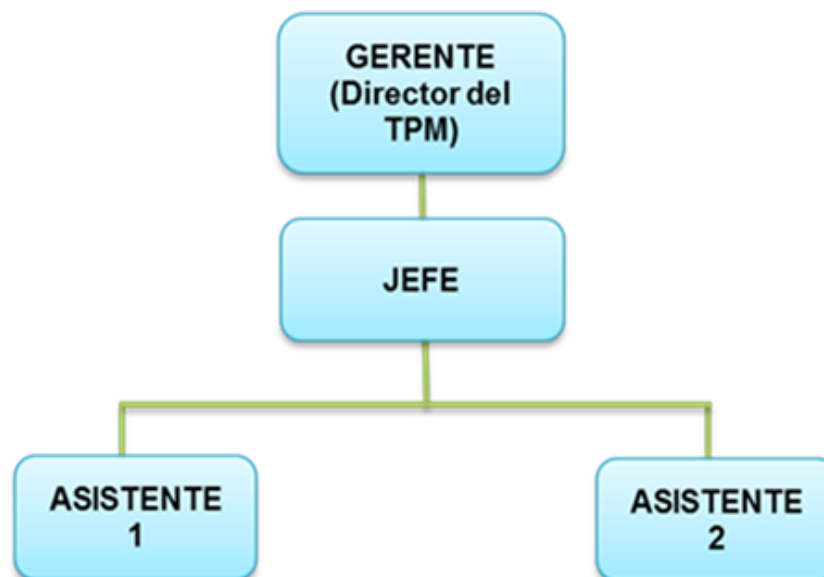 GERENTE
(Director del
TPM)
JEFE
ASISTENTE
1
ASISTENTE
2